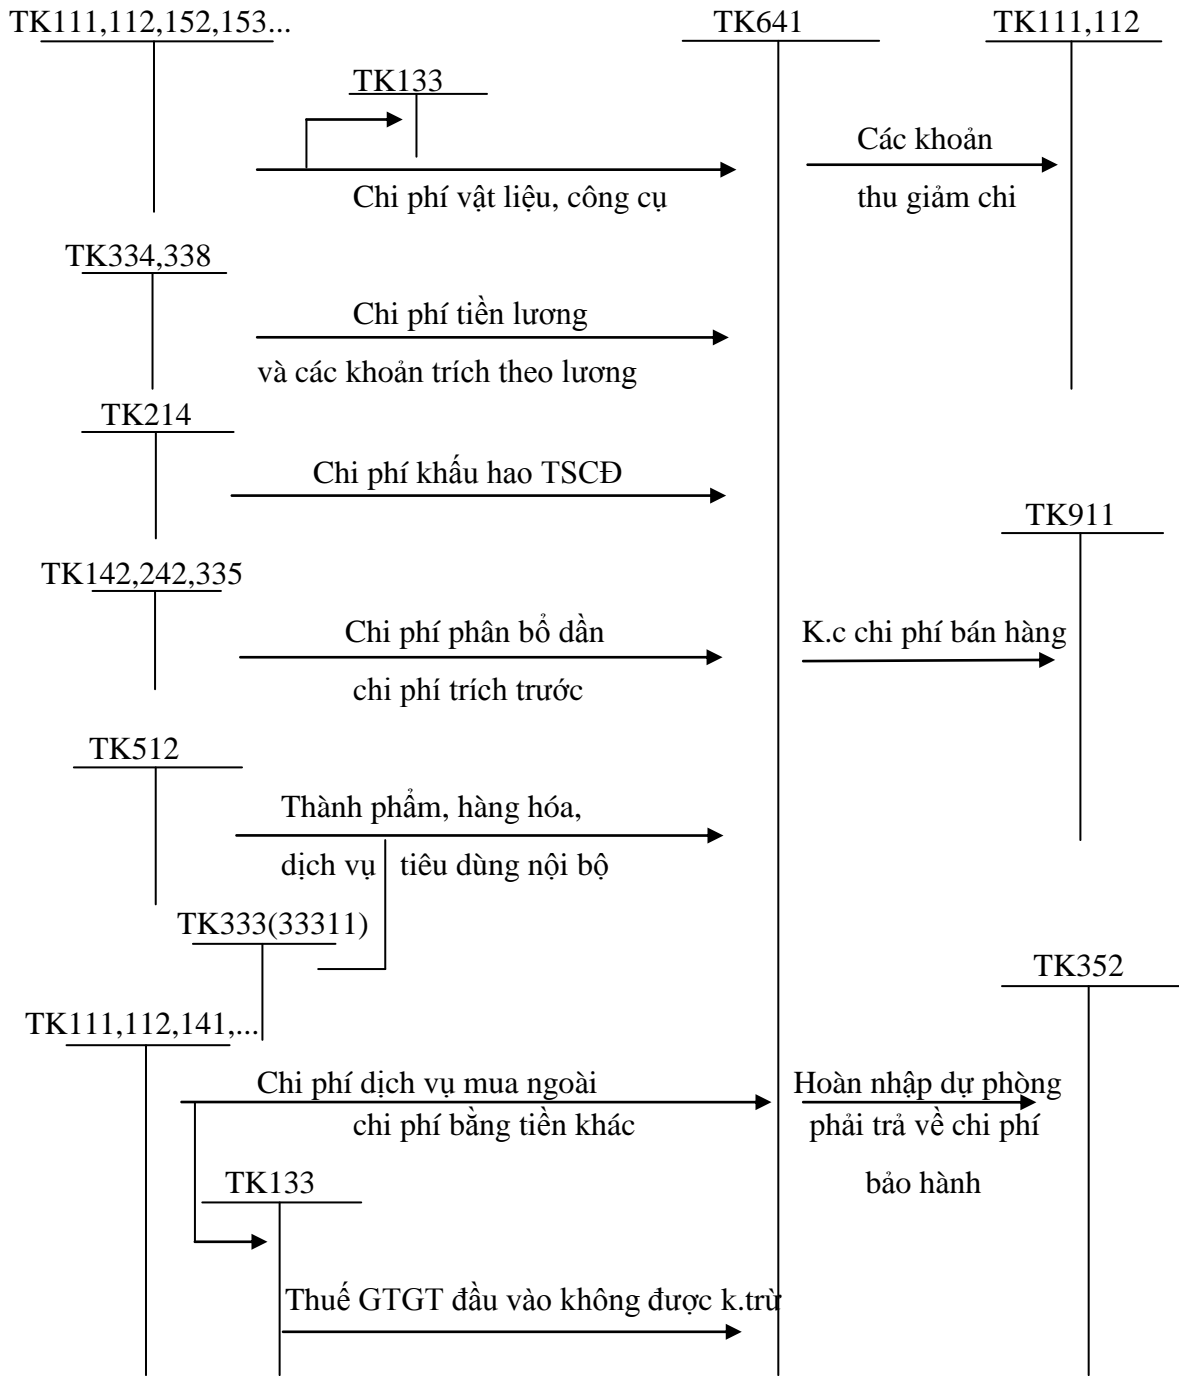 TK111,112,152,153...
TK641
TK111,112
TK133
Các khoản
Chi phí vật liệu, công cụ
thu giảm chi
TK334,338
Chi phí tiền lương
và các khoản trích theo lương
TK214
Chi phí khấu hao TSCĐ
TK911
TK142,242,335
Chi phí phân bổ dần
K.c chi phí bán hàng
chi phí trích trước
TK512
Thành phẩm, hàng hóa,
dịch vụ tiêu dùng nội bộ
TK333(33311)
TK352
TK111,112,141,...
Chi phí dịch vụ mua ngoài
Hoàn nhập dự phòng
chi phí bằng tiền khác
phải trả về chi phí
TK133
bảo hành
Thuế GTGT đầu vào không được k.trừ